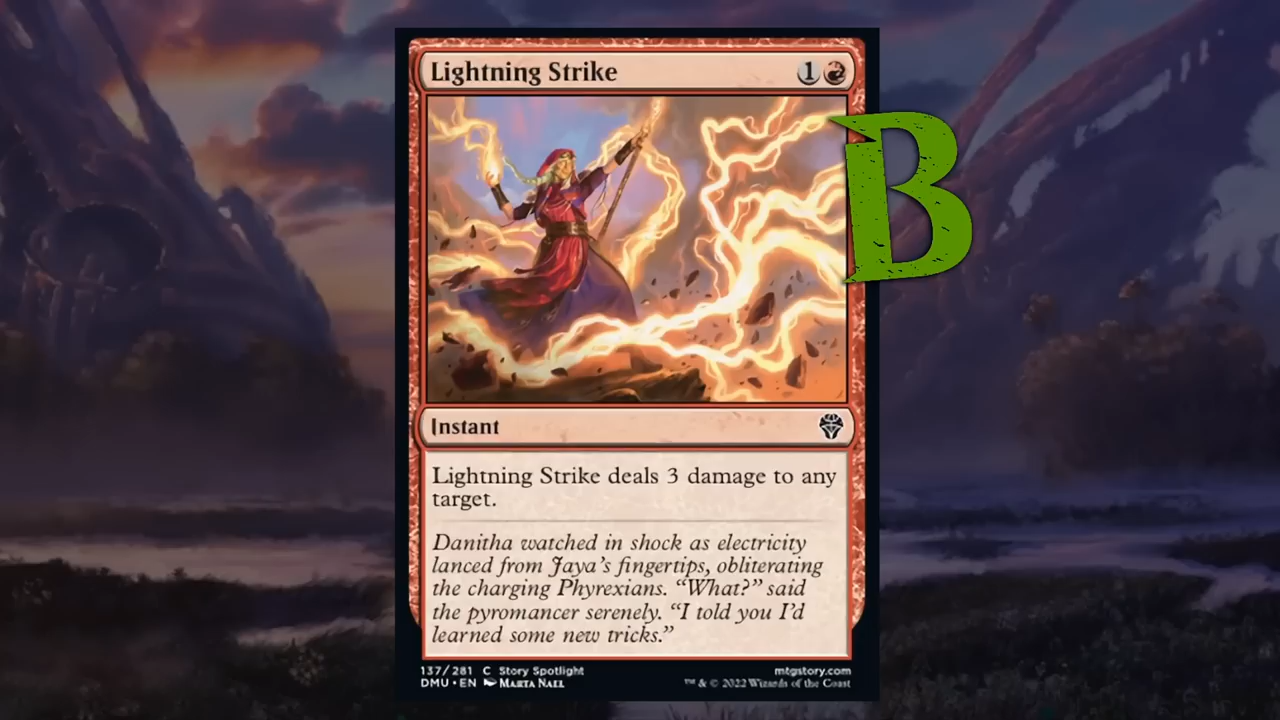 Lightning Strike 1
B
Instant
Lightning Strike deals 3 damage to any
target.
Danitha watched in shock as electricity
lanced from Jaya's fingertips, obliterating
the charging Phyrexians. “What?” said
the pyromancer serenely. “I told you I'd
learned some new tricks.”
137/281 C Story Spotlight
mtgstory.com
DMU • EN Marta Nael
™ & © 2022 Wizards of the Coast